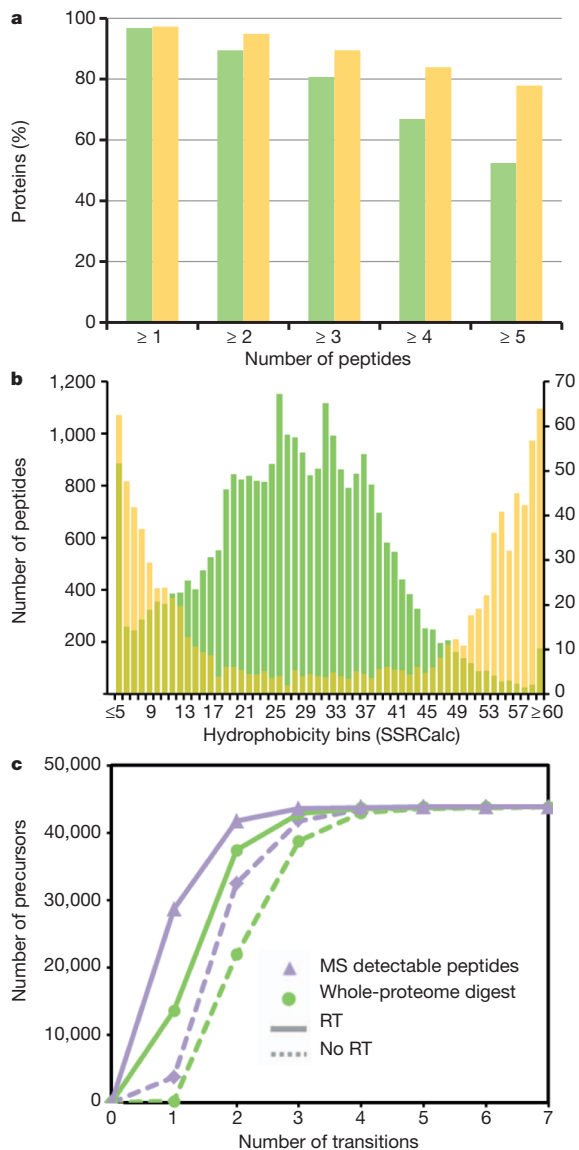 a
100
80
60
40
20
0
Proteins (%)
≥ 1 ≥ 2 ≥ 3 ≥ 4 ≥ 5
Number of peptides
b
1,200
1,000
800
600
400
200
Number of peptides
70
60
50
40
30
20
10
0
≤5 9 13 17 21 25 29 33 37 41 45 49 53 57 ≥60
Hydrophobicity bins (SSRCalc)
c
50,000
40,000
30,000
20,000
10,000
0
Number of precursors
MS detectable peptides
Whole-proteome digest
RT
No RT
0 1 2 3 4 5 6 7
Number of transitions